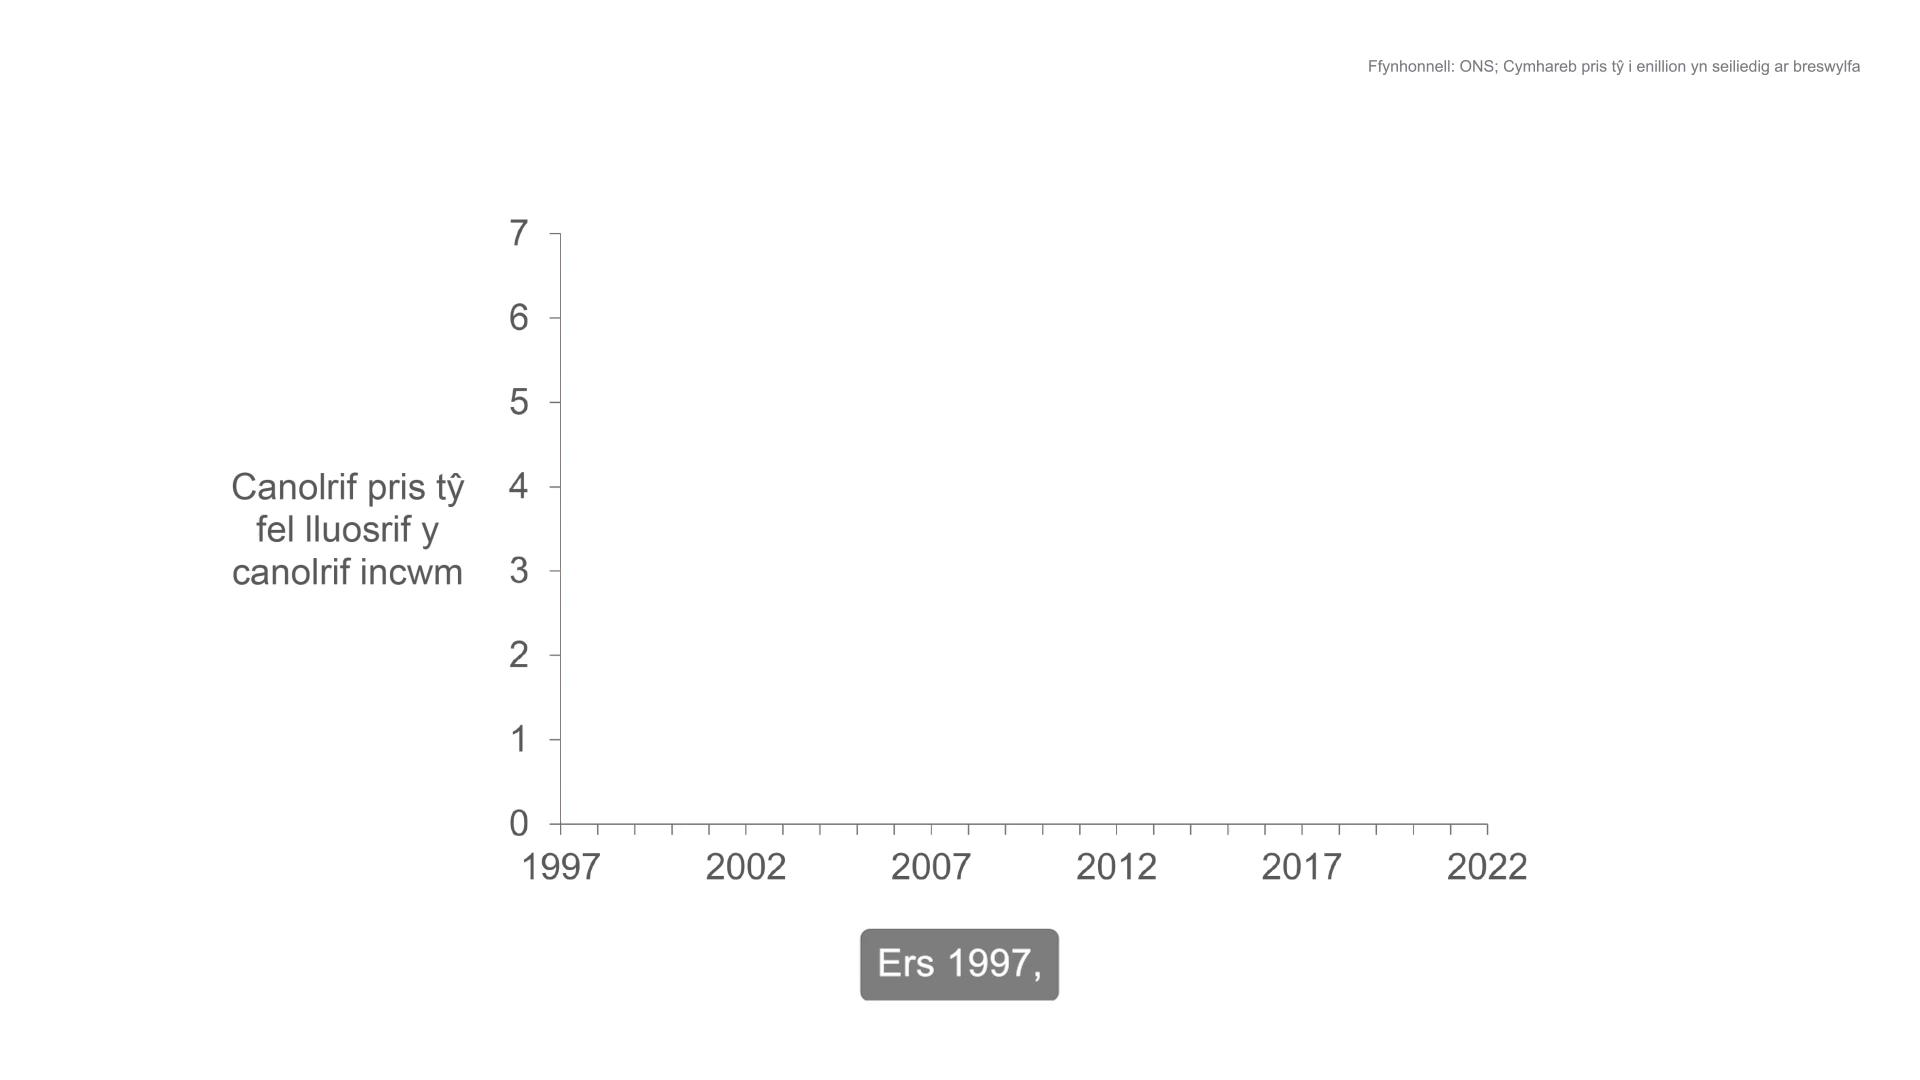 Ffynhonnell: ONS; Cymhareb pris tŷ i enillion yn seiliedig ar breswylfa
7
6
5
4
3
2
1
0
Canolrif pris tŷ
fel lluosrif y
canolrif incwm
1997 2002 2007 2012 2017 2022
Ers 1997,